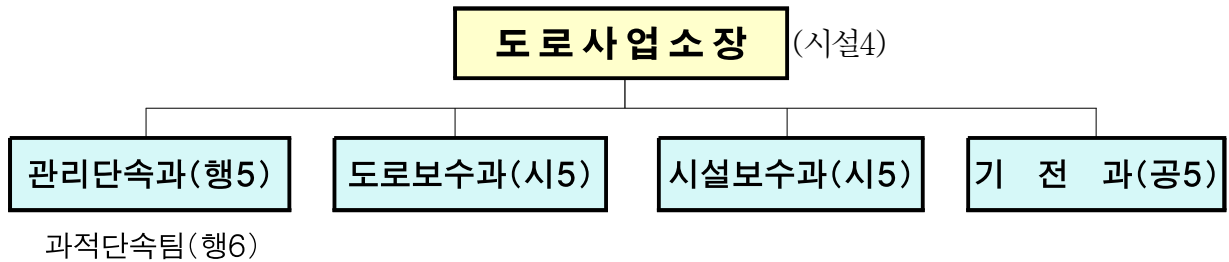 도로사업소장 (시설4)
관리단속과(행5) 도로보수과(시5) 시설보수과(시5) 기 전 과(공5)
과적단속팀(행6)